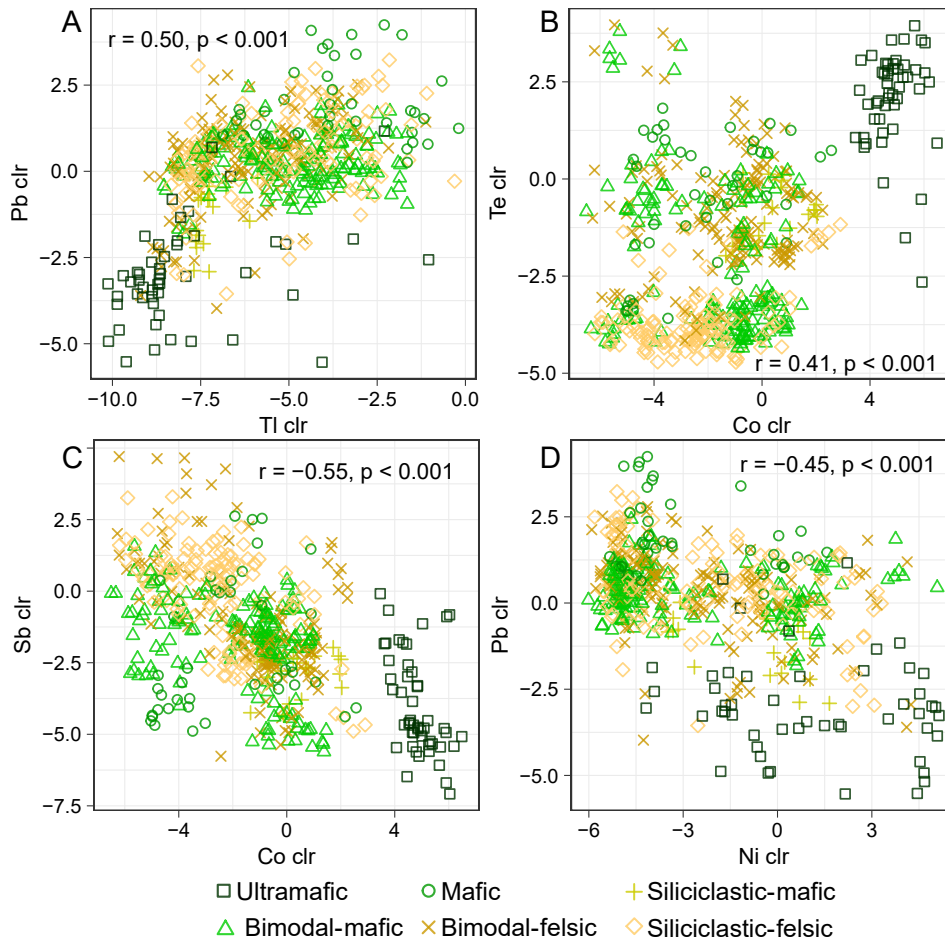 A
r = 0.50, p < 0.001
Pb clr
2.5
0.0
−2.5
−5.0
−10.0
−7.5
−5.0
−2.5
0.0
Tl clr
B
Te clr
2.5
0.0
−2.5
−5.0
r = 0.41, p < 0.001
−4
0
4
Co clr
C
r = −0.55, p < 0.001
Sb clr
5.0
2.5
0.0
−2.5
−5.0
−7.5
−4
0
4
Co clr
D
r = −0.45, p < 0.001
Pb clr
2.5
0.0
−2.5
−5.0
−6
−3
0
3
Ni clr
Ultramafic
Mafic
Siliciclastic-mafic
Bimodal-mafic
Bimodal-felsic
Siliciclastic-felsic